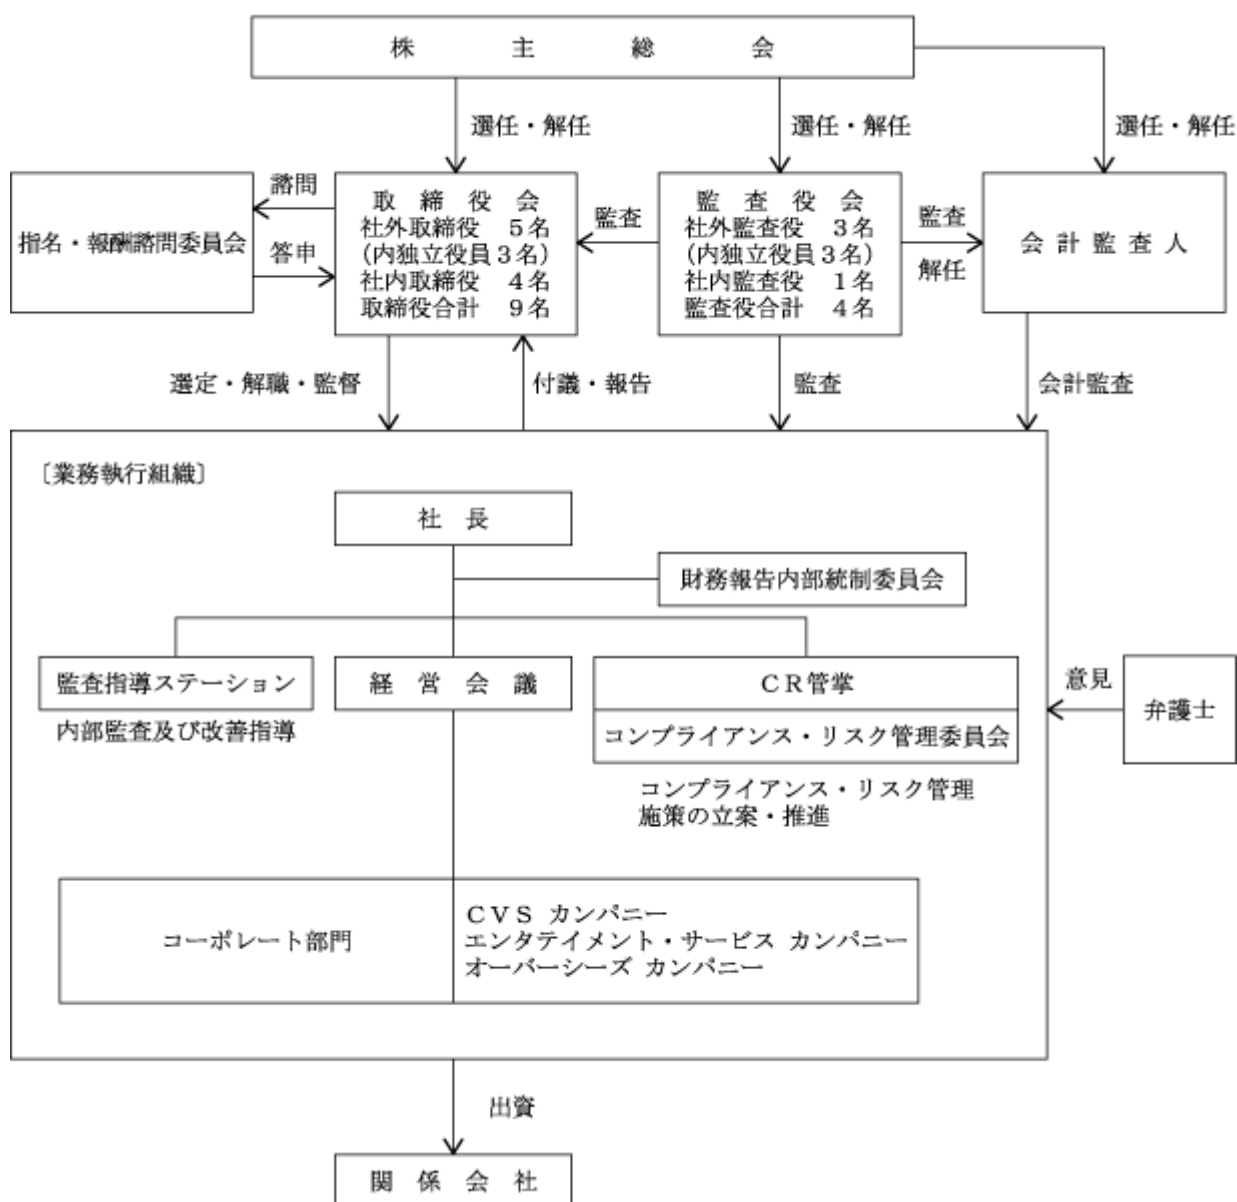 株主総会
選任・解任
選任・解任
選任・解任
諮問
指名・報酬諮問委員会
答申
取締役会
社外取締役 5名
(内独立役員3名)
社内取締役 4名
取締役合計 9名
監査
監査役会
社外監査役 3名
(内独立役員3名)
社内監査役 1名
監査役合計 4名
監査
解任
会計監査人
選定・解職・監督
付議・報告
監査
会計監査
〔業務執行組織〕
社長
財務報告内部統制委員会
監査指導ステーション
内部監査及び改善指導
経営会議
CR管掌
コンプライアンス・リスク管理委員会
コンプライアンス・リスク管理
施策の立案・推進
意見
弁護士
コーポレート部門
CVS カンパニー
エンタテイメント・サービス カンパニー
オーバーシーズ カンパニー
出資
関係会社